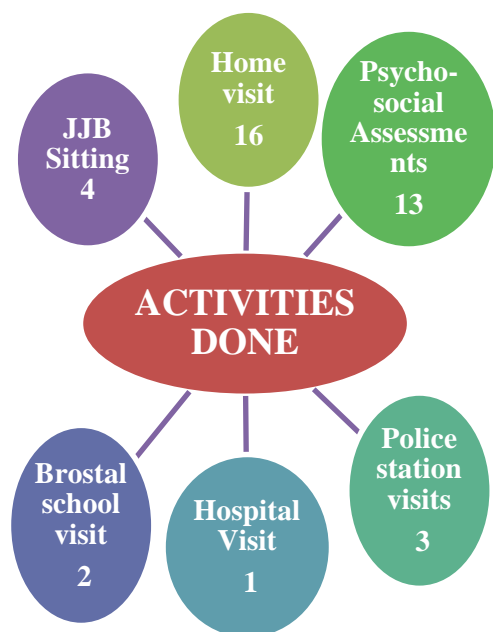 Home
visit
16
Psycho-
social
Assessme
nts
13
JJB
Sitting
4
ACTIVITIES
DONE
Brostal
school
visit
2
Hospital
Visit
1
Police
station
visits
3